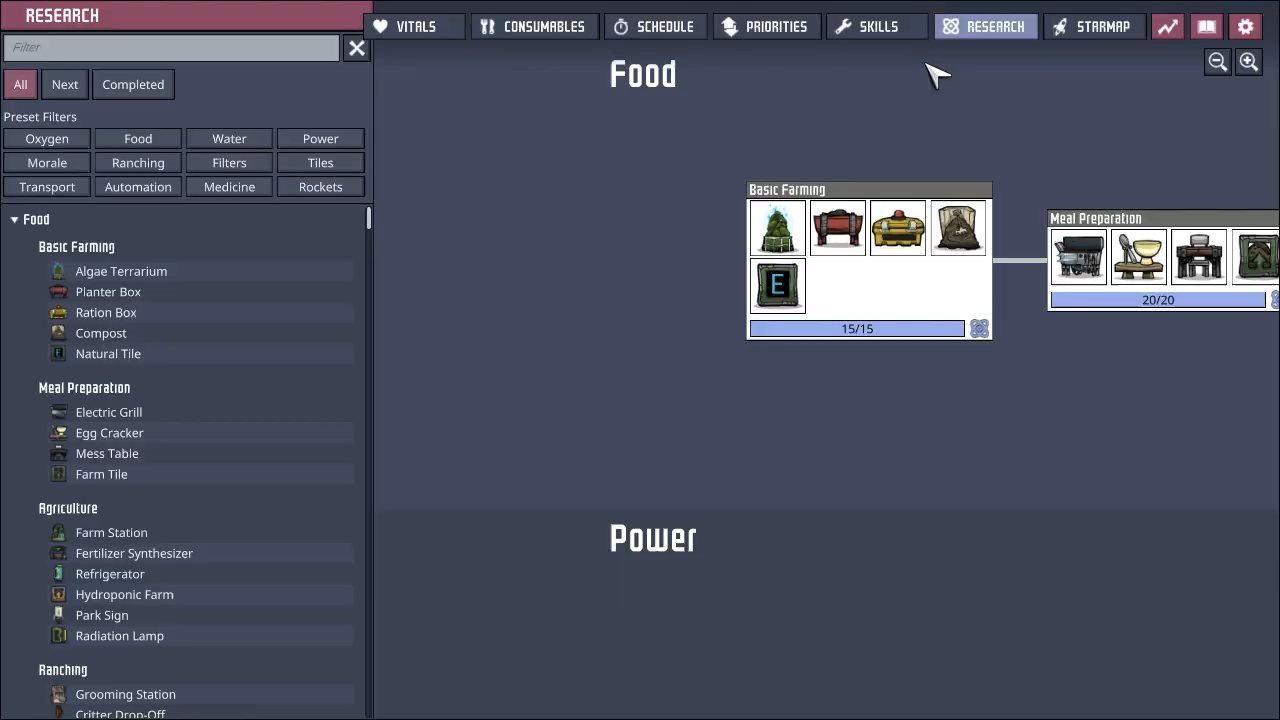 RESEARCH
VITALS
CONSUMABLES
SCHEDULE
PRIORITIES
SKILLS
RESEARCH
STARMAP
Filter
All
Next
Completed
Preset Filters
Oxygen
Food
Water
Power
Morale
Ranching
Filters
Tiles
Transport
Automation
Medicine
Rockets
Food
Basic Farming
Algae Terrarium
Planter Box
Ration Box
Compost
Natural Tile
Meal Preparation
Electric Grill
Egg Cracker
Mess Table
Farm Tile
Agriculture
Farm Station
Fertilizer Synthesizer
Refrigerator
Hydroponic Farm
Park Sign
Radiation Lamp
Ranching
Grooming Station
Critter Drop-Off
Food
Basic Farming
E
15/15
Meal Preparation
20/20
Power